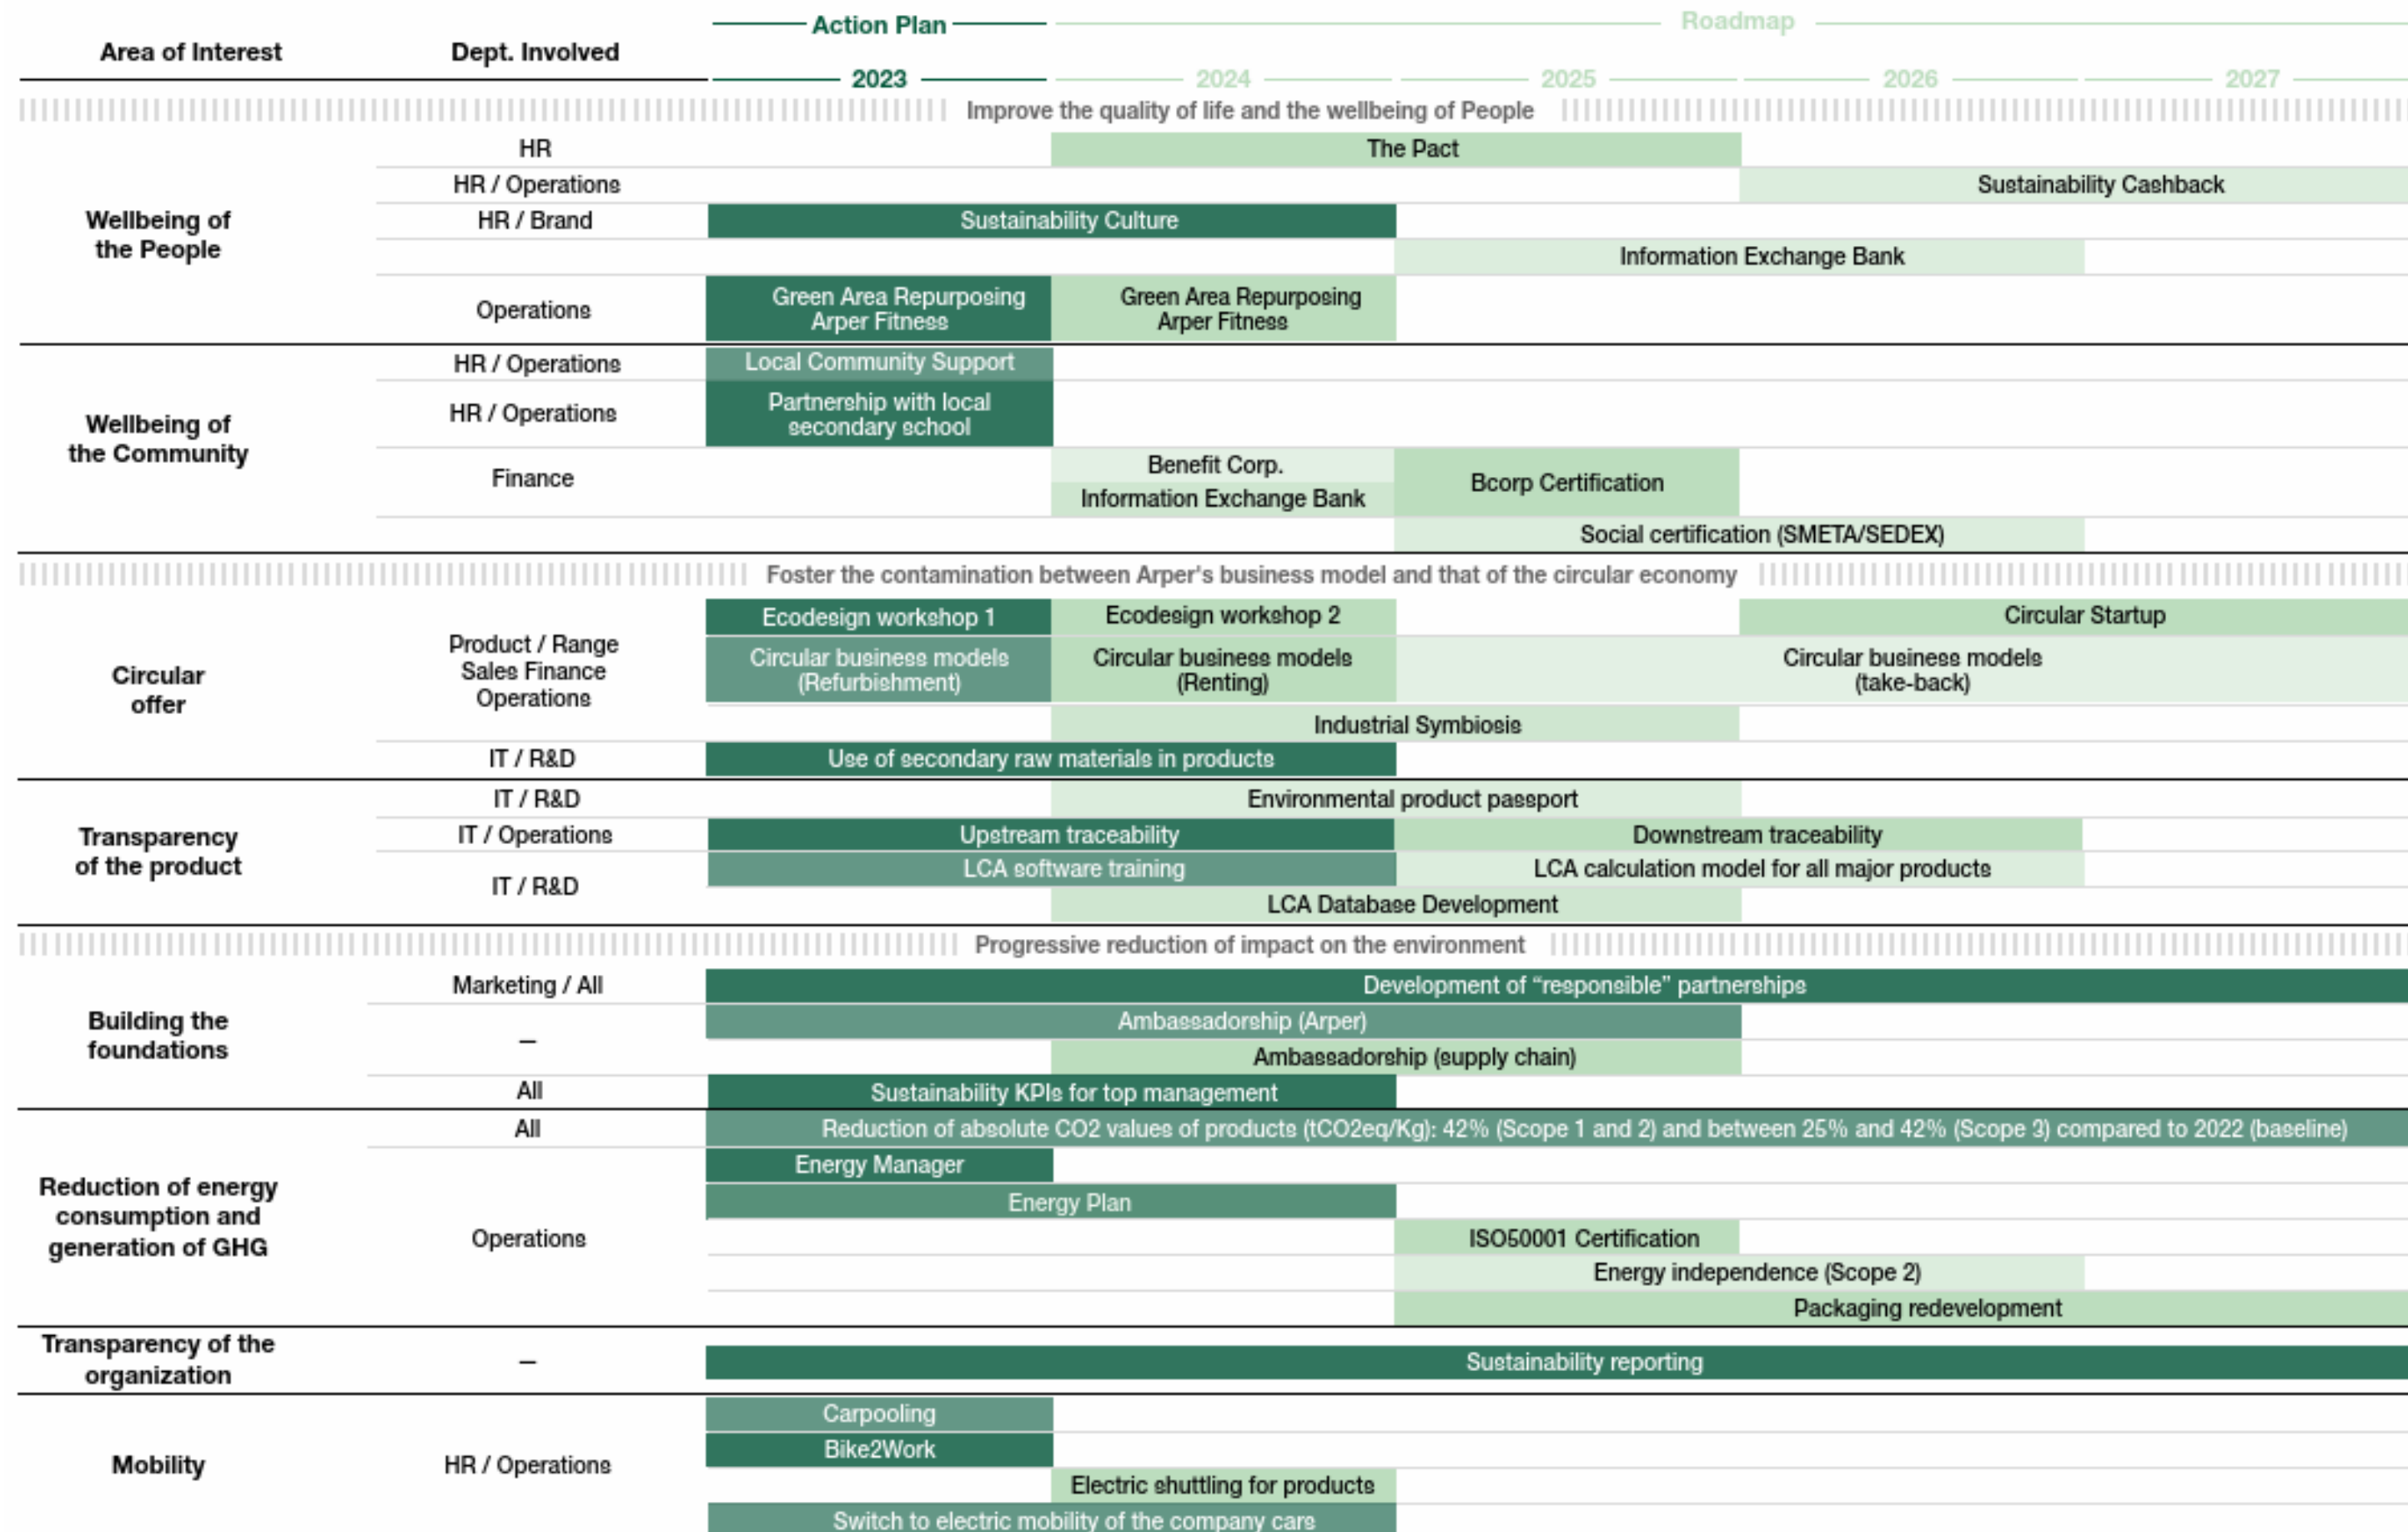 Action Plan
Roadmap
Area of Interest
Dept. Involved
2023
2024
2025
2026
2027
Improve the quality of life and the wellbeing of People
Wellbeing of
the People
HR
The Pact
HR / Operations
Sustainability Cashback
HR / Brand
Sustainability Culture
Information Exchange Bank
Operations
Green Area Repurposing
Arper Fitness
Green Area Repurposing
Arper Fitness
Wellbeing of
the Community
HR / Operations
Local Community Support
HR / Operations
Partnership with local
secondary school
Finance
Benefit Corp.
Information Exchange Bank
Bcorp Certification
Social certification (SMETA/SEDEX)
Foster the contamination between Arper's business model and that of the circular economy
Circular
offer
Product / Range
Sales Finance
Operations
Ecodesign workshop 1
Ecodesign workshop 2
Circular Startup
Circular business models
(Refurbishment)
Circular business models
(Renting)
Circular business models
(take-back)
Industrial Symbiosis
IT / R&D
Use of secondary raw materials in products
Transparency
of the product
IT / R&D
Environmental product passport
IT / Operations
Upstream traceability
Downstream traceability
IT / R&D
LCA software training
LCA calculation model for all major products
LCA Database Development
Progressive reduction of impact on the environment
Building the
foundations
Marketing / All
Development of “responsible” partnerships
–
Ambassadorship (Arper)
Ambassadorship (supply chain)
All
Sustainability KPIs for top management
Reduction of energy
consumption and
generation of GHG
All
Reduction of absolute CO2 values of products (tCO2eq/Kg): 42% (Scope 1 and 2) and between 25% and 42% (Scope 3) compared to 2022 (baseline)
Operations
Energy Manager
Energy Plan
ISO50001 Certification
Energy independence (Scope 2)
Packaging redevelopment
Transparency of the
organization
–
Sustainability reporting
Mobility
HR / Operations
Carpooling
Bike2Work
Electric shuttling for products
Switch to electric mobility of the company cars